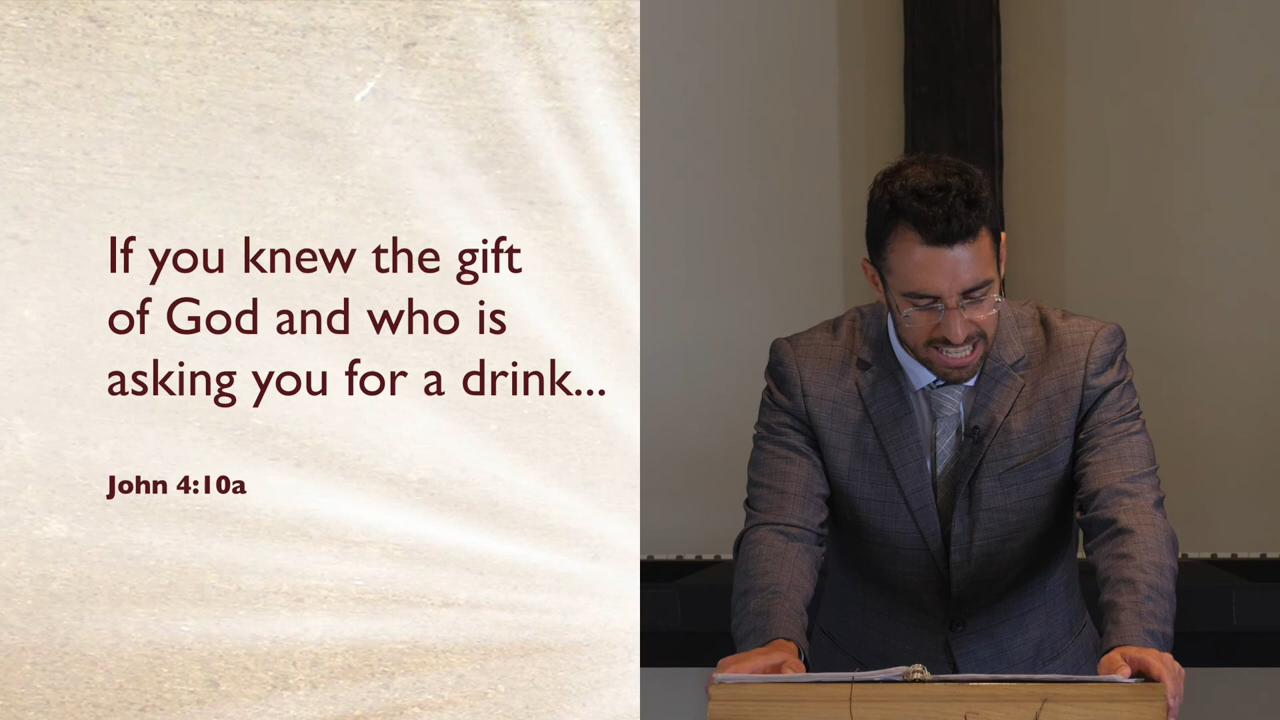 If you knew the gift
of God and who is
asking you for a drink...
John 4:10a